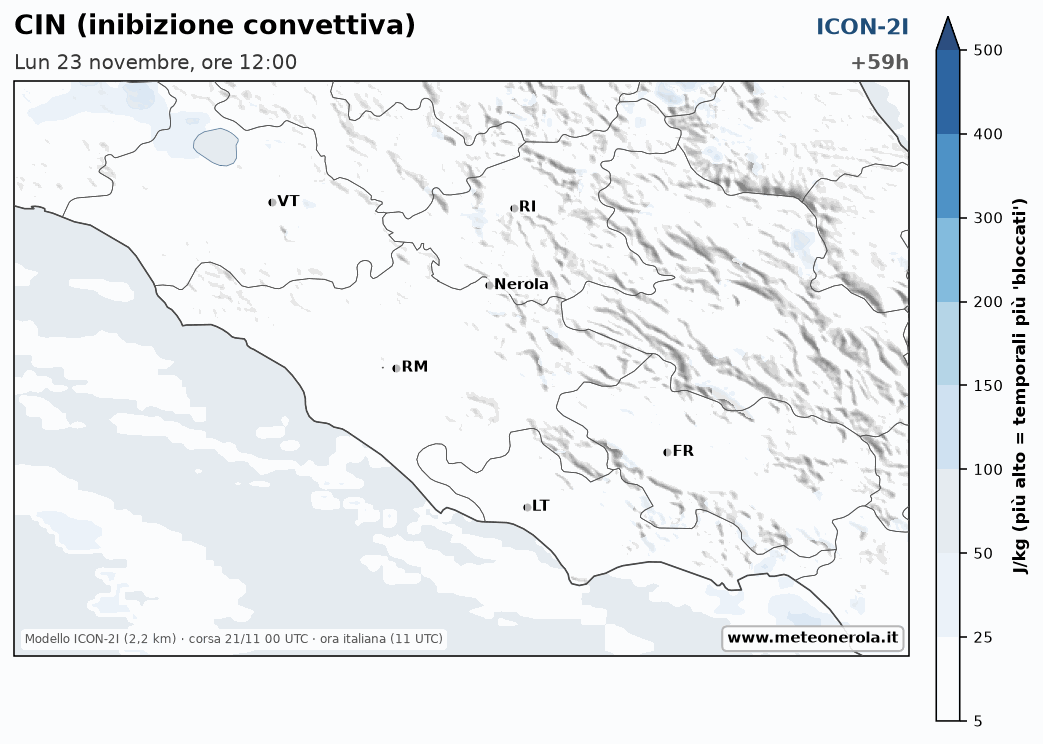 CIN (inibizione convettiva)
ICON-2I
Lun 23 novembre, ore 12:00
+59h
VT
RI
Nerola
RM
FR
LT
Modello ICON-2I (2,2 km) · corsa 21/11 00 UTC · ora italiana (11 UTC)
www.meteonerola.it
500
400
300
200
150
100
50
25
5
J/kg (più alto = temporali più 'bloccati')